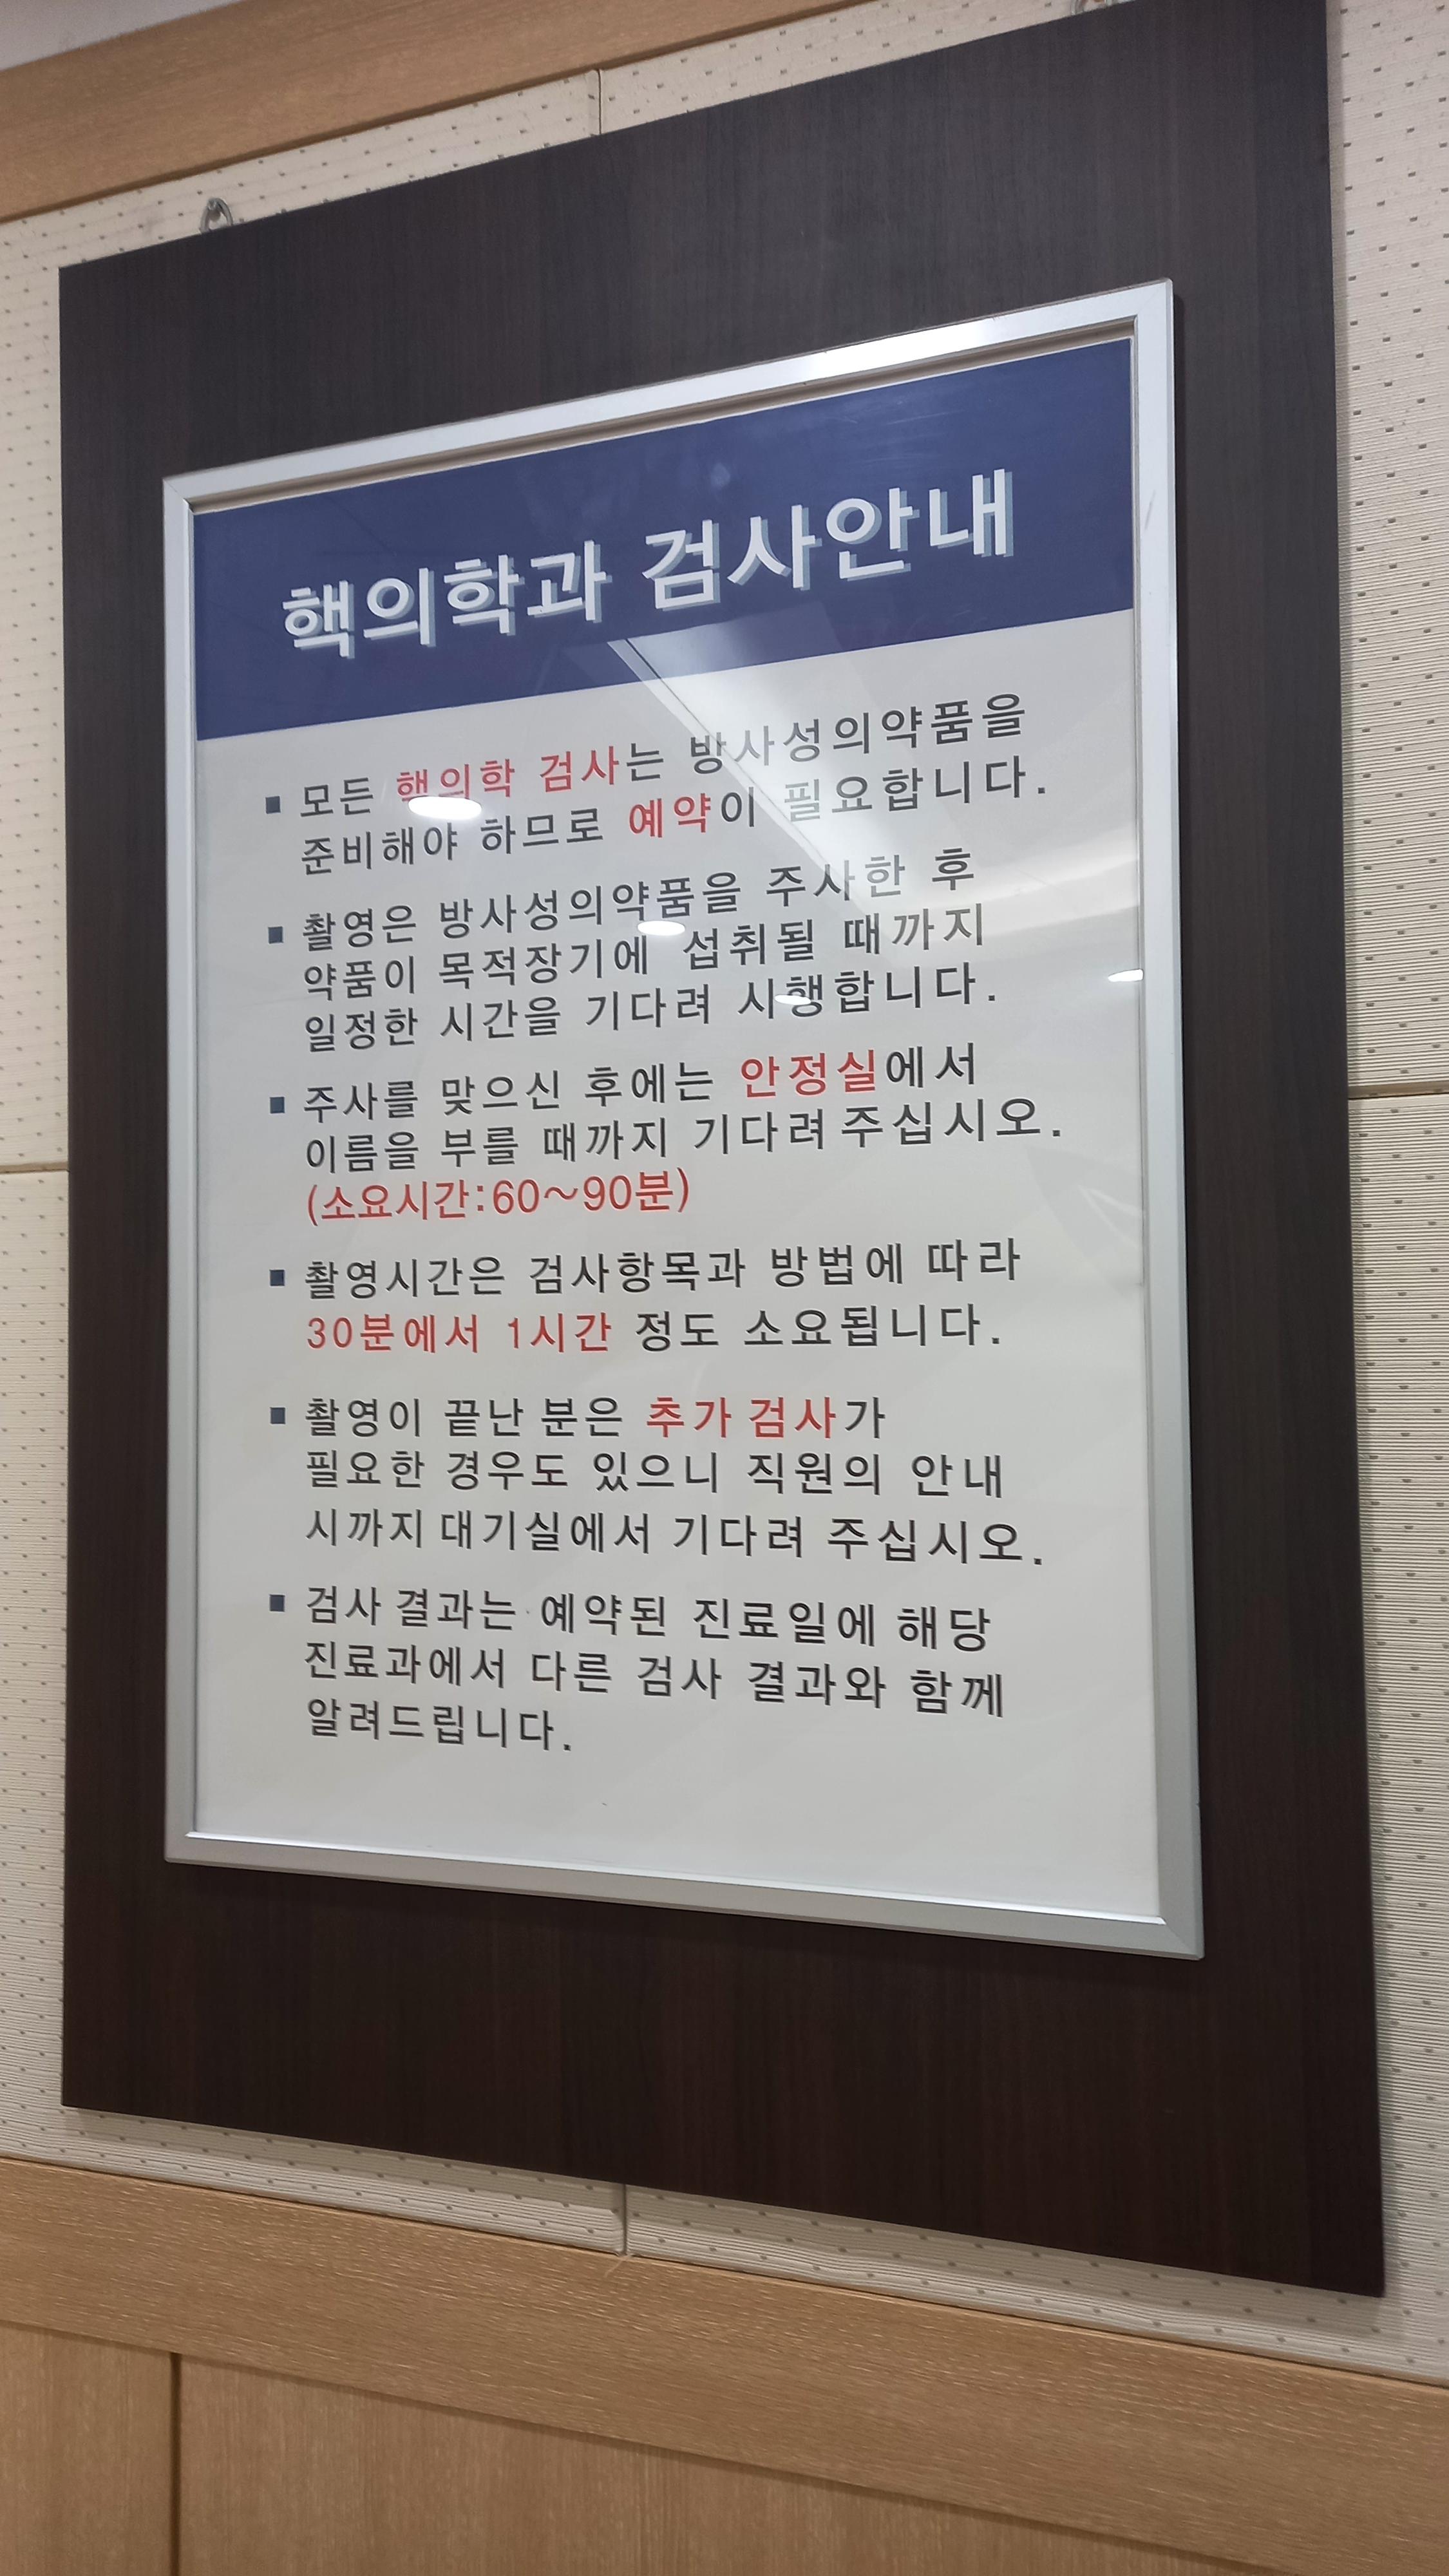 핵의학과 검사안내
▪ 모든 핵의학 검사는 방사성의약품을
준비해야 하므로 예약이 필요합니다.
▪ 촬영은 방사성의약품을 주사한 후
약품이 목적장기에 섭취될 때까지
일정한 시간을 기다려 시행합니다.
▪ 주사를 맞으신 후에는 안정실에서
이름을 부를 때까지 기다려 주십시오.
(소요시간:60~90분)
▪ 촬영시간은 검사항목과 방법에 따라
30분에서 1시간 정도 소요됩니다.
▪ 촬영이 끝난 분은 추가 검사가
필요한 경우도 있으니 직원의 안내
시까지 대기실에서 기다려 주십시오.
▪ 검사 결과는 예약된 진료일에 해당
진료과에서 다른 검사 결과와 함께
알려드립니다.